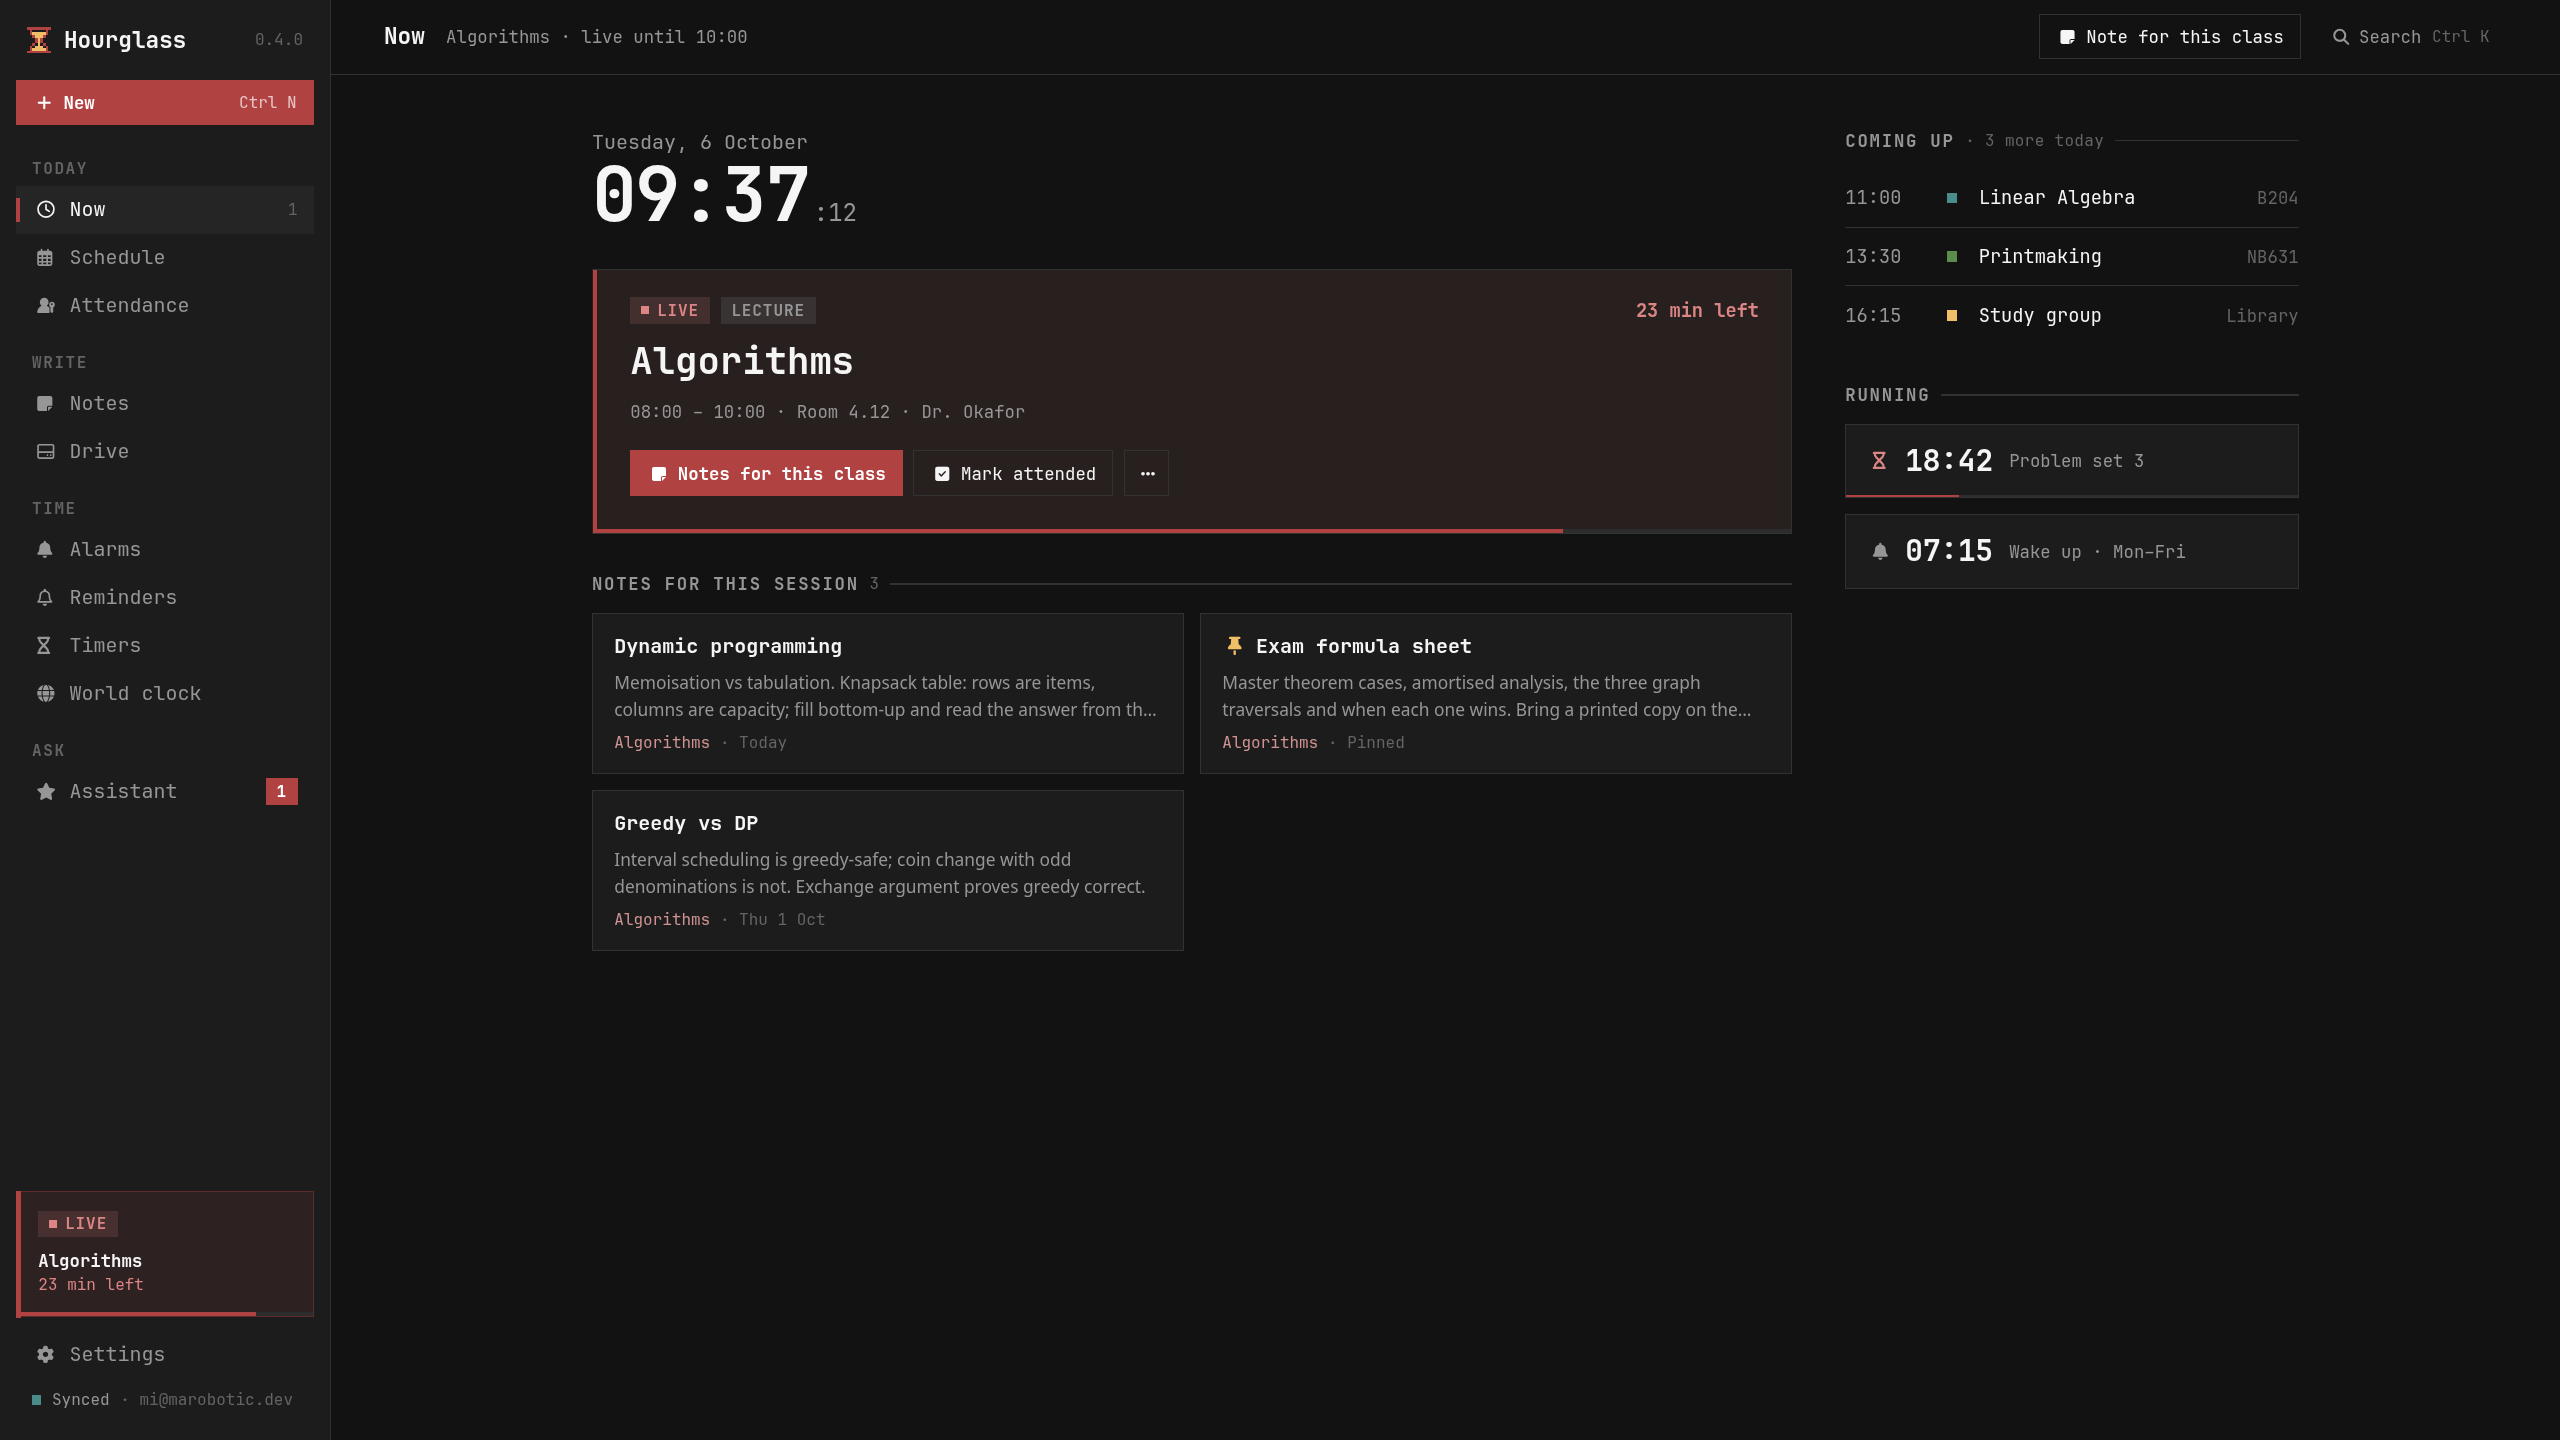 Hourglass 0.4.0
New Ctrl N
TODAY
Now 1
Schedule
Attendance
WRITE
Notes
Drive
TIME
Alarms
Reminders
Timers
World clock
ASK
Assistant 1
LIVE
Algorithms
23 min left
Settings
Synced · mi@marobotic.dev
Now Algorithms · live until 10:00
Note for this class Search Ctrl K
Tuesday, 6 October
09:37:12
LIVE LECTURE 23 min left
Algorithms
08:00 – 10:00 · Room 4.12 · Dr. Okafor
Notes for this class Mark attended
NOTES FOR THIS SESSION 3
Dynamic programming
Memoisation vs tabulation. Knapsack table: rows are items,
columns are capacity; fill bottom-up and read the answer from th...
Algorithms · Today
Exam formula sheet
Master theorem cases, amortised analysis, the three graph
traversals and when each one wins. Bring a printed copy on the...
Algorithms · Pinned
Greedy vs DP
Interval scheduling is greedy-safe; coin change with odd
denominations is not. Exchange argument proves greedy correct.
Algorithms · Thu 1 Oct
COMING UP · 3 more today
11:00 Linear Algebra B204
13:30 Printmaking NB631
16:15 Study group Library
RUNNING
18:42 Problem set 3
07:15 Wake up · Mon–Fri